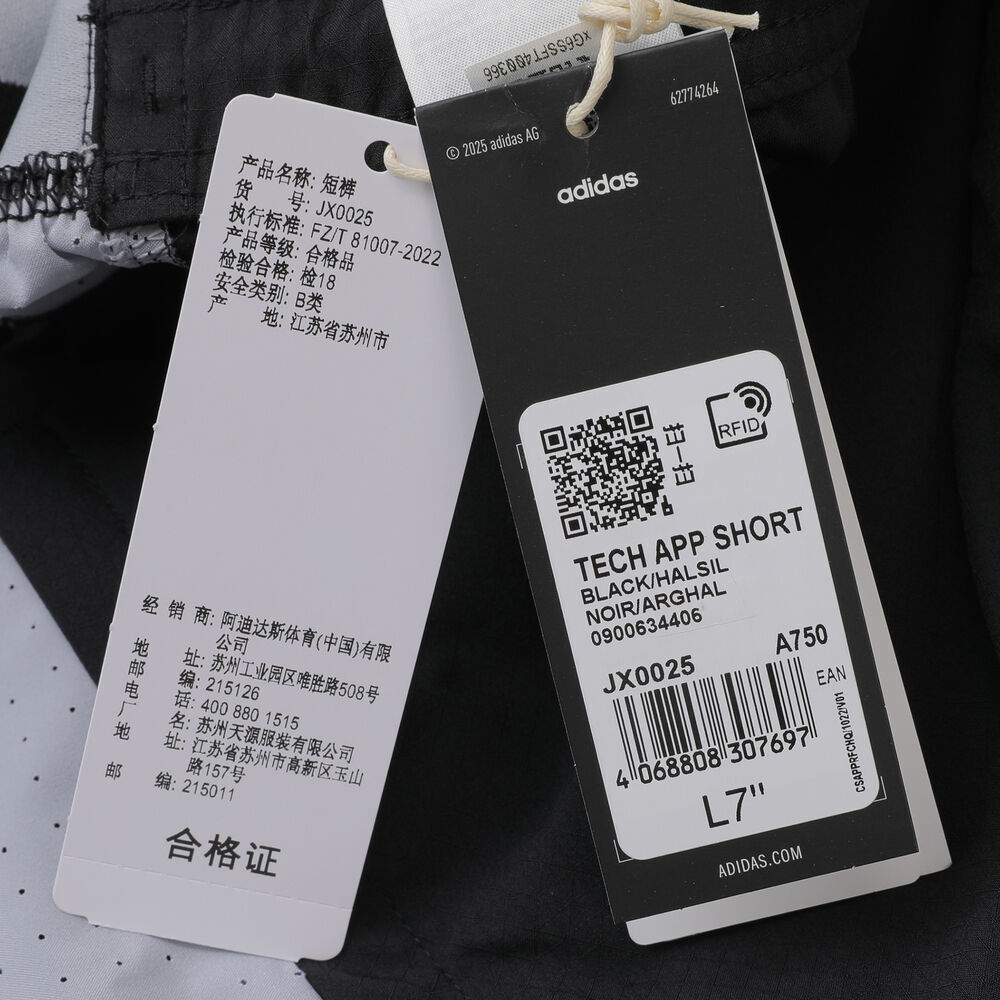 产品名称: 短裤
货 号: JX0025
执行标准: FZ/T 81007-2022
产品等级: 合格品
检验合格: 检18
安全类别: B类
产 地: 江苏省苏州市
经 销 商: 阿迪达斯体育(中国)有限
公司
地 址: 苏州工业园区唯胜路508号
邮 编: 215126
电 话: 400 880 1515
厂 名: 苏州天源服装有限公司
地 址: 江苏省苏州市高新区玉山
路157号
邮 编: 215011
合格证
XG6SSFT400366
62774264
© 2025 adidas AG
adidas
扫一扫
RFID
TECH APP SHORT
BLACK/HALSIL
NOIR/ARGHAL
0900634406
JX0025 A750
EAN
4 068808 307697
CSAPPRFCHQ/1022/V01
L7"
ADIDAS.COM